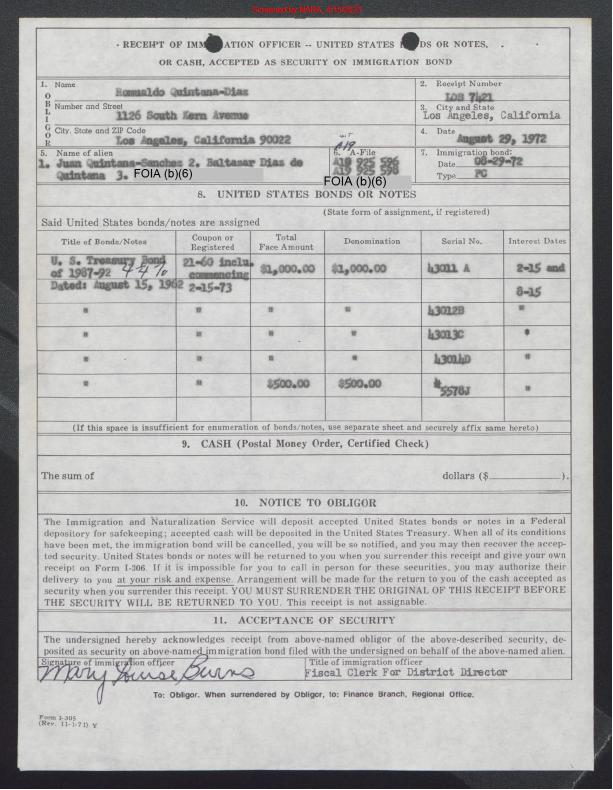 Screened by NARA, 4/15/2023
RECEIPT OF IMMIGRATION OFFICER -- UNITED STATES BONDS OR NOTES,
OR CASH, ACCEPTED AS SECURITY ON IMMIGRATION BOND
OBLIGOR
1. Name
Romualdo Quintana-Dias
2. Receipt Number
LOS 7421
Number and Street
1126 South Kern Avenue
3. City and State
Los Angeles, California
City, State and ZIP Code
Los Angeles, California 90022
4. Date
August 29, 1972
5. Name of alien
1. Juan Quintana-Sanchez 2. Baltasar Dias de
Quintana 3. FOIA (b)(6)
6. A-File
A19
A18 925 596
A19 925 598
FOIA (b)(6)
7. Immigration bond:
Date 08-29-72
Type PC
8. UNITED STATES BONDS OR NOTES
(State form of assignment, if registered)
Said United States bonds/notes are assigned
Title of Bonds/Notes Coupon or Registered Total Face Amount Denomination Serial No. Interest Dates
U. S. Treasury Bond 21-60 inclu.
of 1987-92 4¼% commencing $1,000.00 $1,000.00 43011 A 2-15 and
Dated: August 15, 1962 2-15-73 8-15
" " " " 43012B "
" " " " 43013C "
" " " " 43014D "
" " $500.00 $500.00 5578J "
(If this space is insufficient for enumeration of bonds/notes, use separate sheet and securely affix same hereto)
9. CASH (Postal Money Order, Certified Check)
The sum of dollars ($ ).
10. NOTICE TO OBLIGOR
The Immigration and Naturalization Service will deposit accepted United States bonds or notes in a Federal
depository for safekeeping; accepted cash will be deposited in the United States Treasury. When all of its conditions
have been met, the immigration bond will be cancelled, you will be so notified, and you may then recover the accep-
ted security. United States bonds or notes will be returned to you when you surrender this receipt and give your own
receipt on Form I-306. If it is impossible for you to call in person for these securities, you may authorize their
delivery to you at your risk and expense. Arrangement will be made for the return to you of the cash accepted as
security when you surrender this receipt. YOU MUST SURRENDER THE ORIGINAL OF THIS RECEIPT BEFORE
THE SECURITY WILL BE RETURNED TO YOU. This receipt is not assignable.
11. ACCEPTANCE OF SECURITY
The undersigned hereby acknowledges receipt from above-named obligor of the above-described security, de-
posited as security on above-named immigration bond filed with the undersigned on behalf of the above-named alien.
Signature of immigration officer
Mary Louise Burns
Title of immigration officer
Fiscal Clerk For District Director
To: Obligor. When surrendered by Obligor, to: Finance Branch, Regional Office.
Form I-305
(Rev. 11-1-71) Y